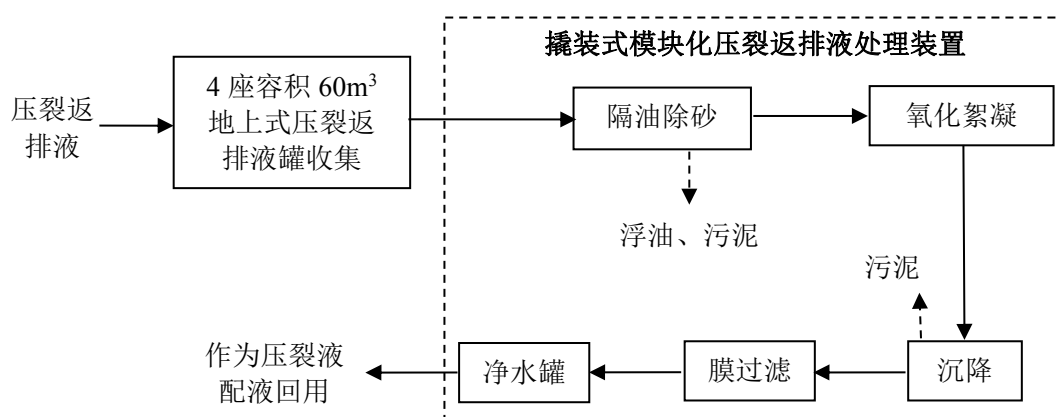 撬装式模块化压裂返排液处理装置
压裂返
排液
4 座容积 60m³
地上式压裂返
排液罐收集
隔油除砂
氧化絮凝
浮油、污泥
污泥
作为压裂液
配液回用
净水罐
膜过滤
沉降